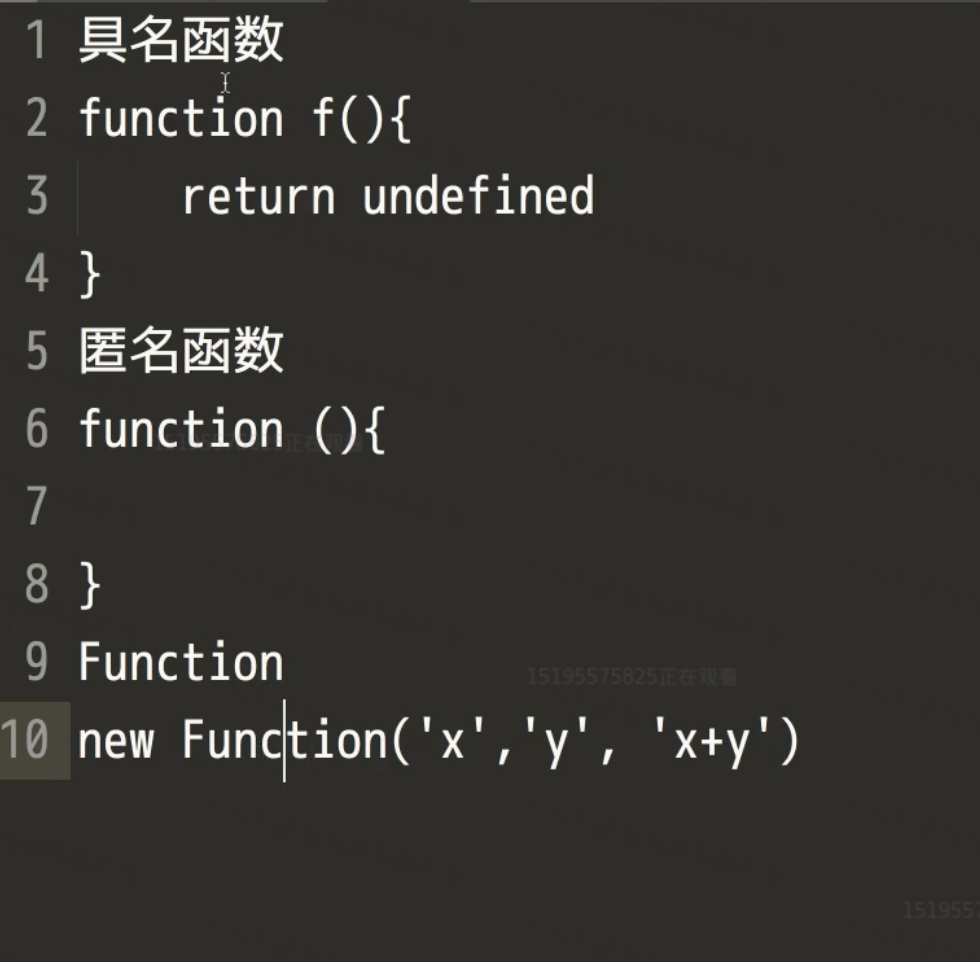 1 具名函数
2 function f(){
3     return undefined
4 }
5 匿名函数
6 function (){
7
8 }
9 Function
15195575825正在观看
10 new Function('x','y', 'x+y')